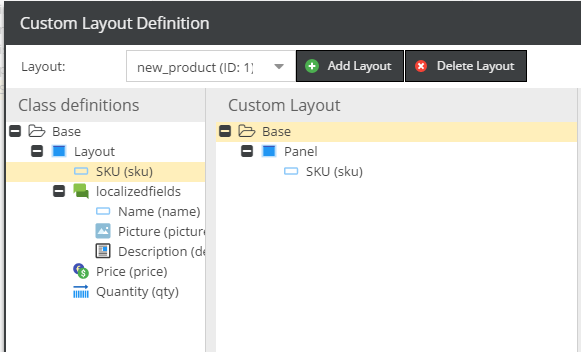 Custom Layout Definition
Layout:
new_product (ID: 1)
Add Layout
Delete Layout
Class definitions
Base
Layout
SKU (sku)
localizedfields
Name (name)
Picture (pictur
Description (de
Price (price)
Quantity (qty)
Custom Layout
Base
Panel
SKU (sku)